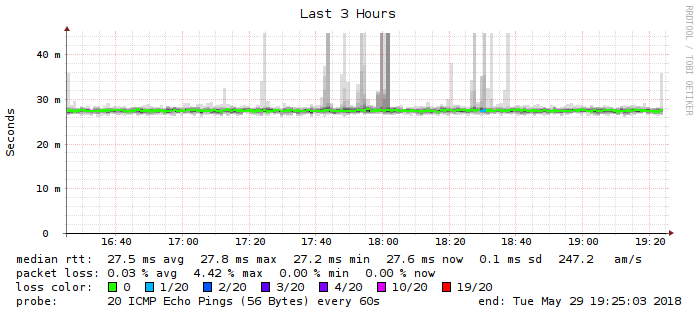 Last 3 Hours
RRDTOOL / TOBI OETIKER
Seconds
40 m
30 m
20 m
10 m
0
16:40 17:00 17:20 17:40 18:00 18:20 18:40 19:00 19:20
median rtt: 27.5 ms avg 27.8 ms max 27.2 ms min 27.6 ms now 0.1 ms sd 247.2 am/s
packet loss: 0.03 % avg 4.42 % max 0.00 % min 0.00 % now
loss color: 0 1/20 2/20 3/20 4/20 10/20 19/20
probe: 20 ICMP Echo Pings (56 Bytes) every 60s end: Tue May 29 19:25:03 2018